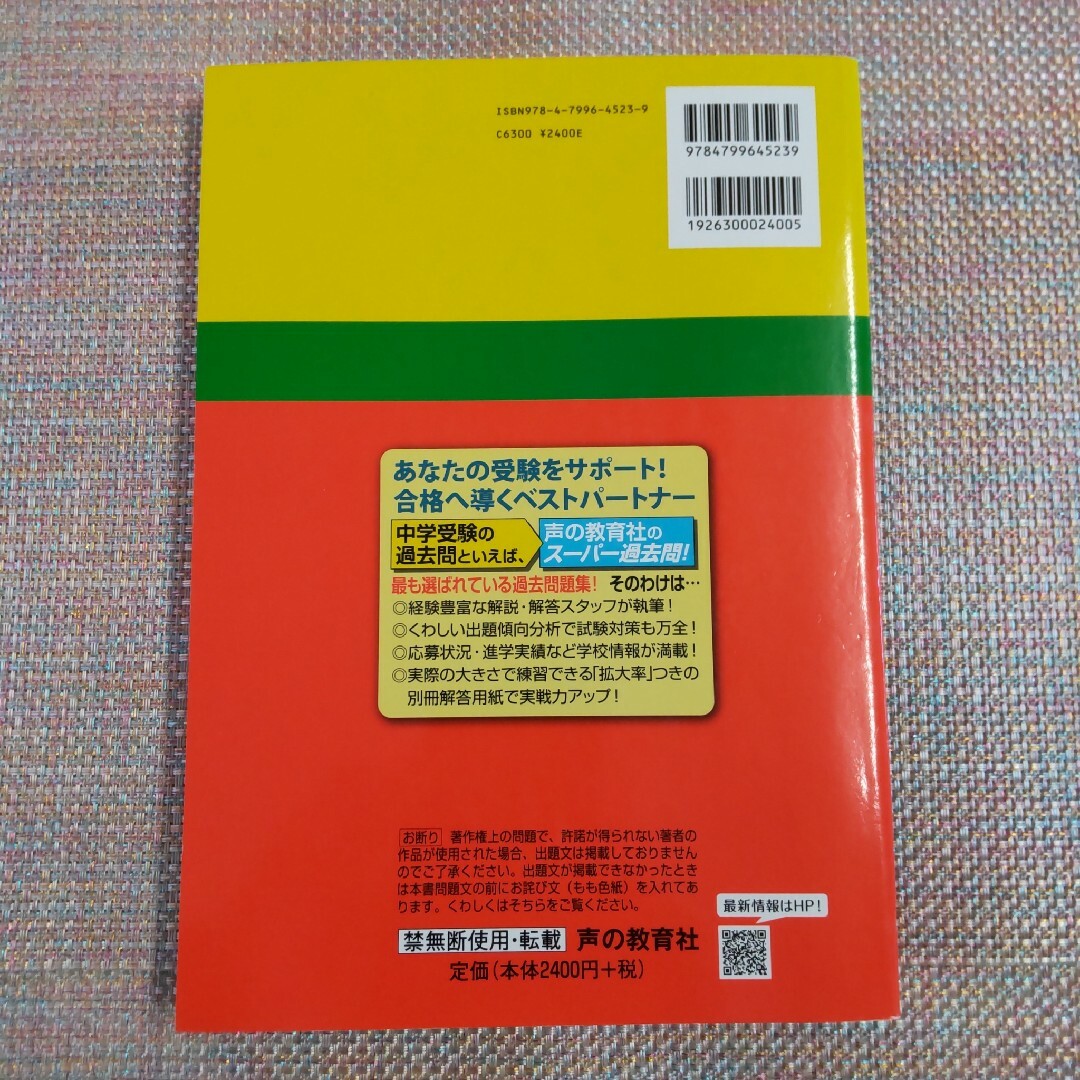 ISBN978-4-7996-4523-9
C6300 ¥2400E
9784799645239
1926300024005
あなたの受験をサポート!
合格へ導くベストパートナー
中学受験の
過去問といえば、
声の教育社の
スーパー過去問!
最も選ばれている過去問題集! そのわけは…
◎経験豊富な解説・解答スタッフが執筆!
◎くわしい出題傾向分析で試験対策も万全!
◎応募状況・進学実績など学校情報が満載!
◎実際の大きさで練習できる「拡大率」つきの
別冊解答用紙で実戦力アップ!
お断り 著作権上の問題で、許諾が得られない著者の
作品が使用された場合、出題文は掲載しておりません
のでご了承ください。出題文が掲載できなかったとき
は本書問題文の前にお詫び文(もも色紙)を入れてあ
ります。くわしくはそちらをご覧ください。
最新情報はHP!
禁無断使用・転載 声の教育社
定価(本体2400円+税)